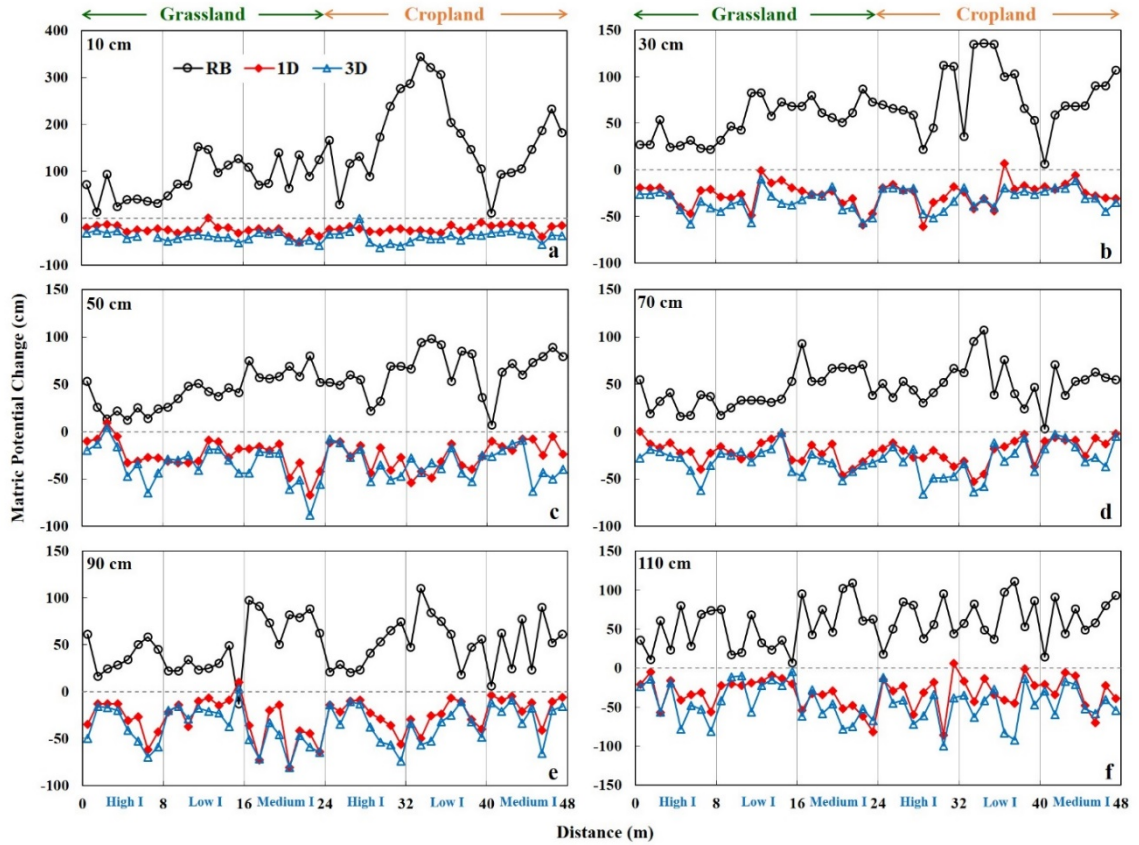 Grassland Cropland Grassland Cropland
400
300
200
100
0
-100
10 cm
RB 1D 3D
a
150
100
50
0
-50
-100
30 cm
b
150
100
50
0
-50
-100
50 cm
c
150
100
50
0
-50
-100
70 cm
d
150
100
50
0
-50
-100
90 cm
e
0 High I 8 Low I 16 Medium I 24 High I 32 Low I 40 Medium I 48
150
100
50
0
-50
-100
-150
110 cm
f
0 High I 8 Low I 16 Medium I 24 High I 32 Low I 40 Medium I 48
Matric Potential Change (cm)
Distance (m)